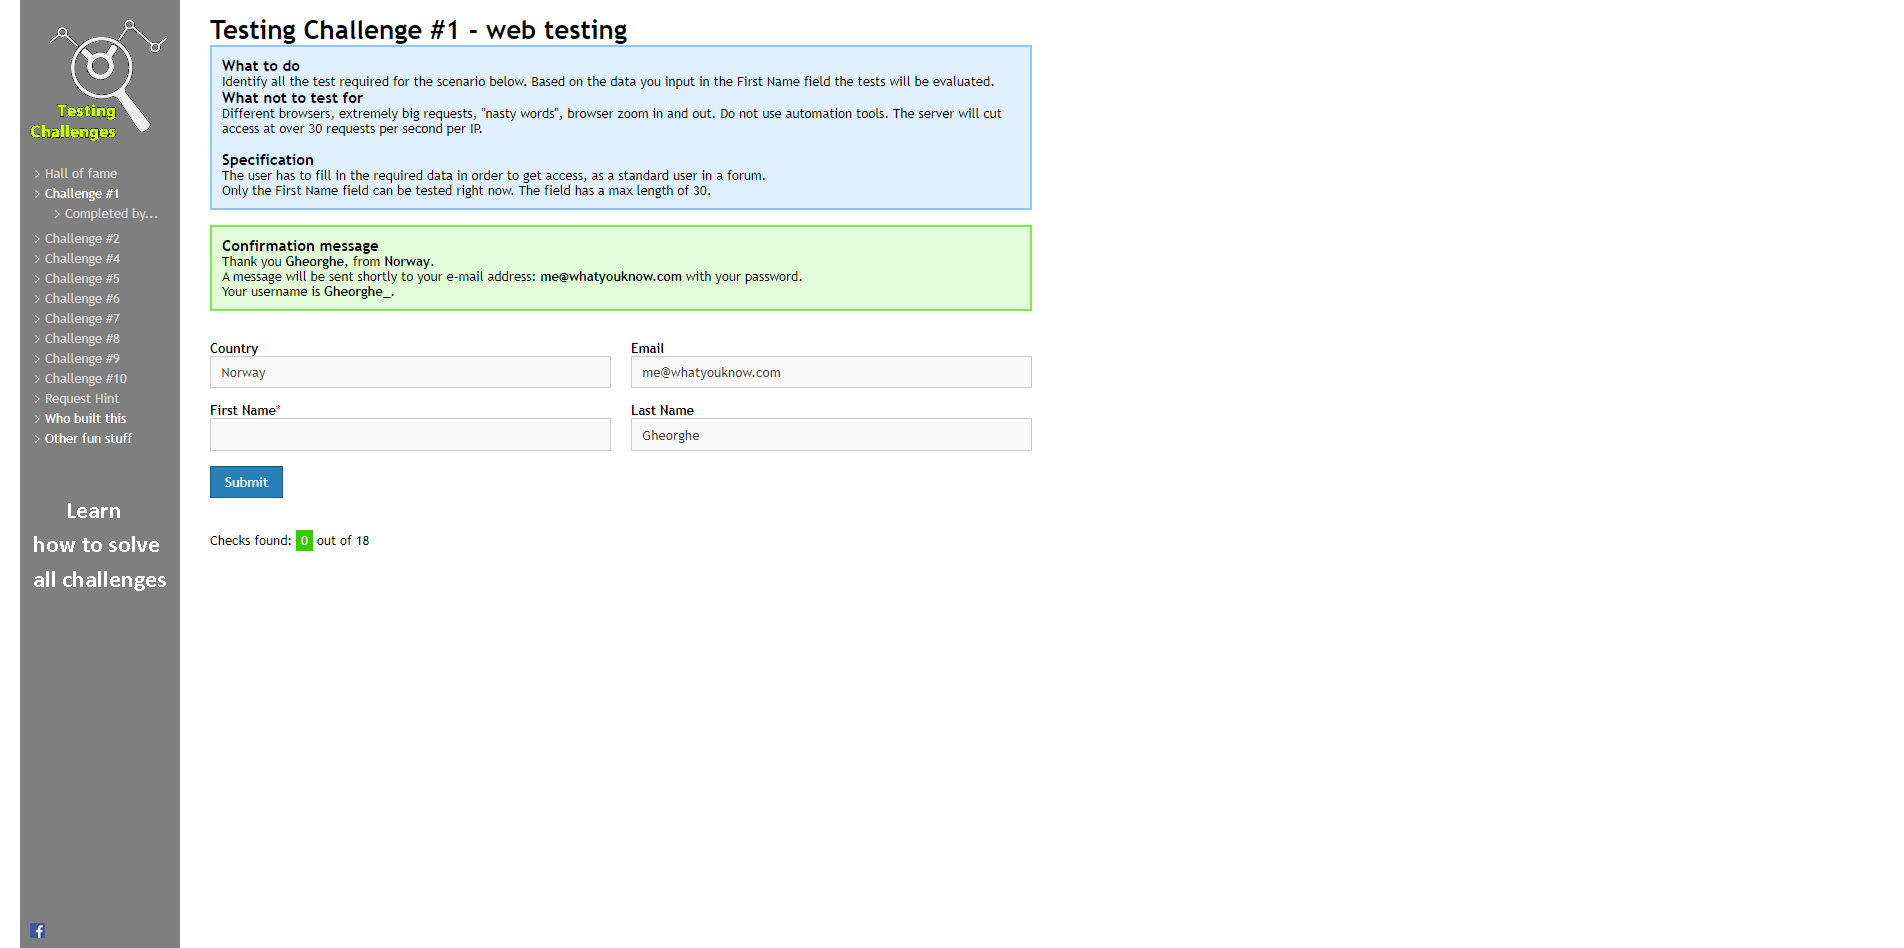 Testing
Challenges
> Hall of fame
> Challenge #1
> Completed by...
> Challenge #2
> Challenge #4
> Challenge #5
> Challenge #6
> Challenge #7
> Challenge #8
> Challenge #9
> Challenge #10
> Request Hint
> Who built this
> Other fun stuff
Learn
how to solve
all challenges
f
Testing Challenge #1 - web testing
What to do
Identify all the test required for the scenario below. Based on the data you input in the First Name field the tests will be evaluated.
What not to test for
Different browsers, extremely big requests, "nasty words", browser zoom in and out. Do not use automation tools. The server will cut
access at over 30 requests per second per IP.
Specification
The user has to fill in the required data in order to get access, as a standard user in a forum.
Only the First Name field can be tested right now. The field has a max length of 30.
Confirmation message
Thank you Gheorghe, from Norway.
A message will be sent shortly to your e-mail address: me@whatyouknow.com with your password.
Your username is Gheorghe_.
Country Email
Norway me@whatyouknow.com
First Name* Last Name
Gheorghe
Submit
Checks found: 0 out of 18